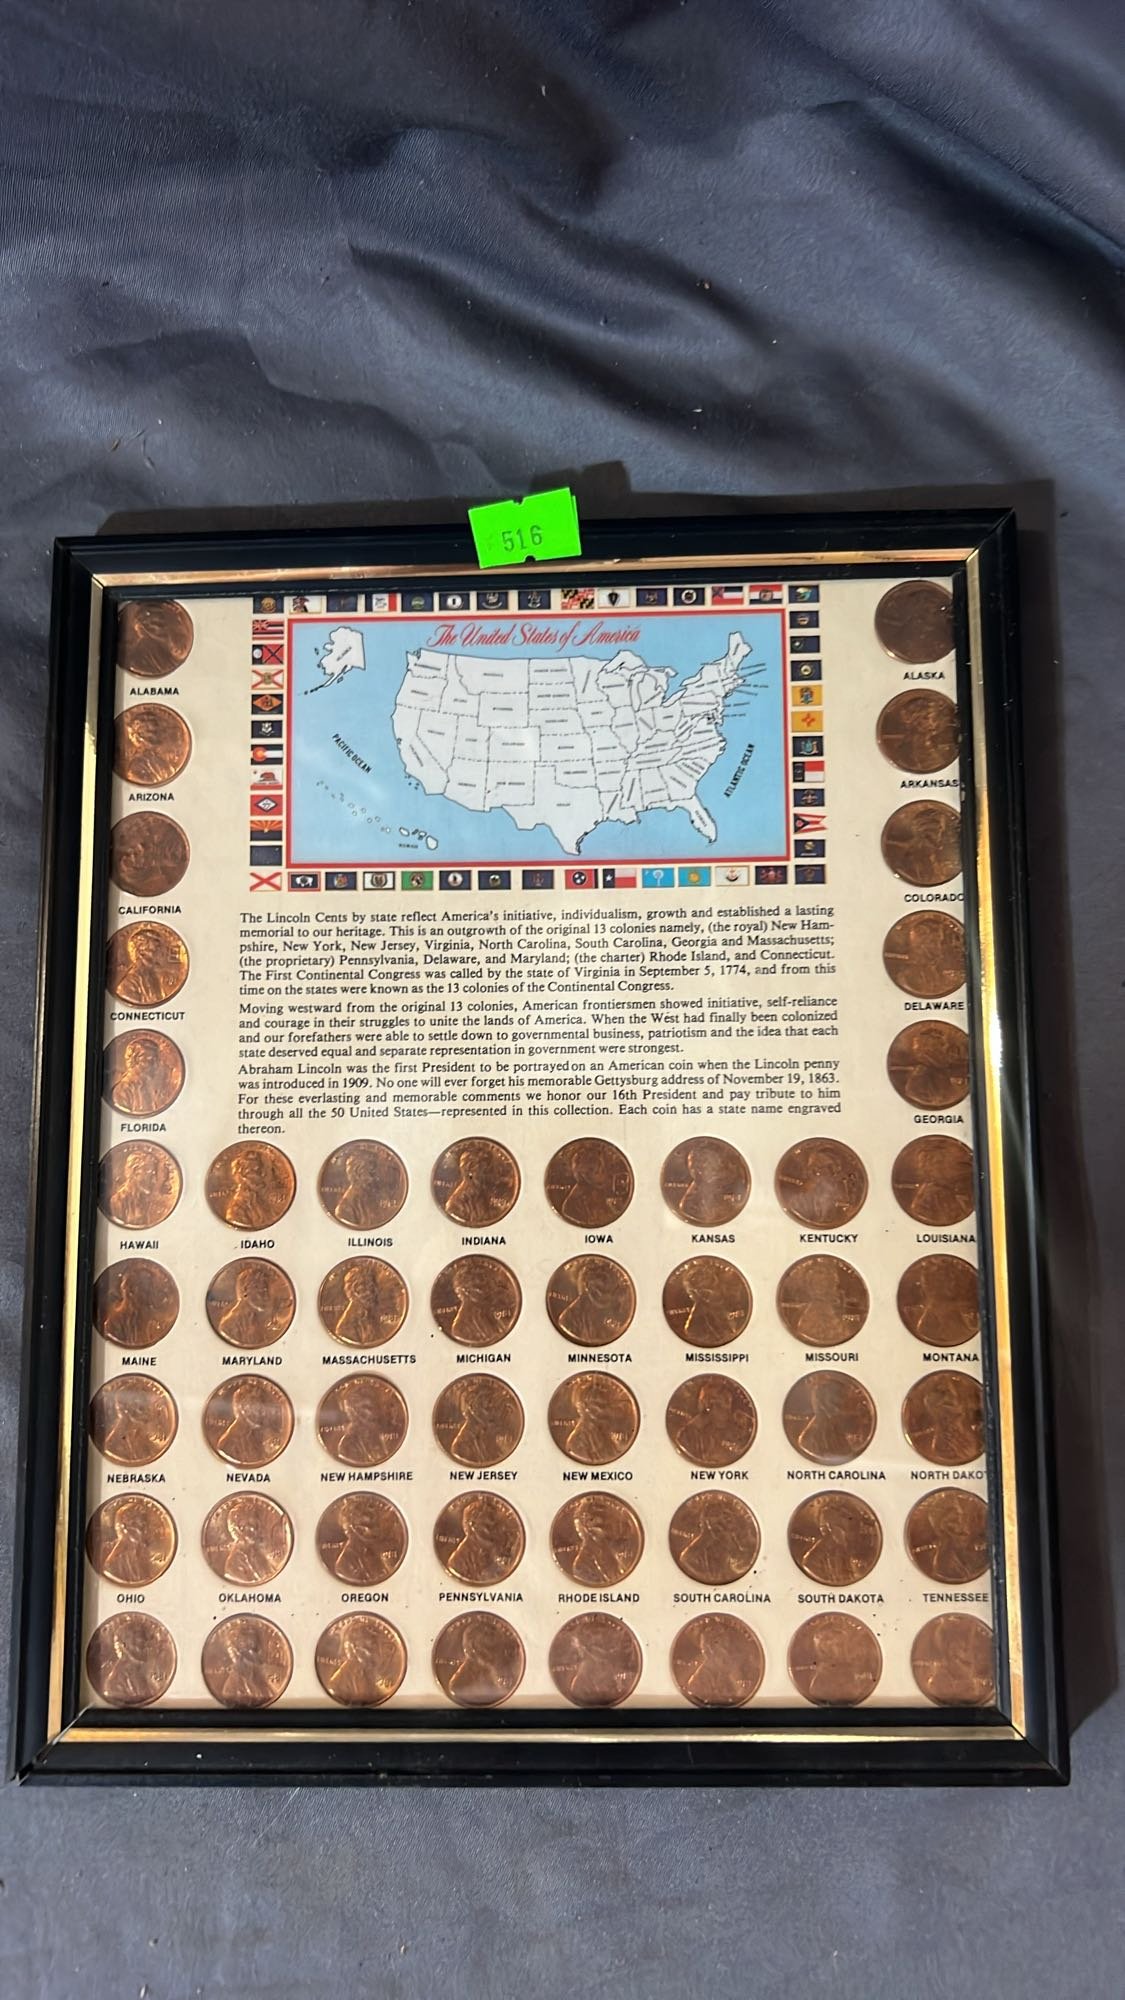 516
The United States of America
PACIFIC OCEAN
ATLANTIC OCEAN
ALABAMA
ALASKA
ARIZONA
ARKANSAS
CALIFORNIA
COLORADO
The Lincoln Cents by state reflect America's initiative, individualism, growth and established a lasting
memorial to our heritage. This is an outgrowth of the original 13 colonies namely, (the royal) New Ham-
pshire, New York, New Jersey, Virginia, North Carolina, South Carolina, Georgia and Massachusetts;
(the proprietary) Pennsylvania, Delaware, and Maryland; (the charter) Rhode Island, and Connecticut.
The First Continental Congress was called by the state of Virginia in September 5, 1774, and from this
time on the states were known as the 13 colonies of the Continental Congress.
Moving westward from the original 13 colonies, American frontiersmen showed initiative, self-reliance
and courage in their struggles to unite the lands of America. When the West had finally been colonized
and our forefathers were able to settle down to governmental business, patriotism and the idea that each
state deserved equal and separate representation in government were strongest.
Abraham Lincoln was the first President to be portrayed on an American coin when the Lincoln penny
was introduced in 1909. No one will ever forget his memorable Gettysburg address of November 19, 1863.
For these everlasting and memorable comments we honor our 16th President and pay tribute to him
through all the 50 United States—represented in this collection. Each coin has a state name engraved
thereon.
CONNECTICUT
DELAWARE
FLORIDA
GEORGIA
HAWAII IDAHO ILLINOIS INDIANA IOWA KANSAS KENTUCKY LOUISIANA
MAINE MARYLAND MASSACHUSETTS MICHIGAN MINNESOTA MISSISSIPPI MISSOURI MONTANA
NEBRASKA NEVADA NEW HAMPSHIRE NEW JERSEY NEW MEXICO NEW YORK NORTH CAROLINA NORTH DAKO
OHIO OKLAHOMA OREGON PENNSYLVANIA RHODE ISLAND SOUTH CAROLINA SOUTH DAKOTA TENNESSEE